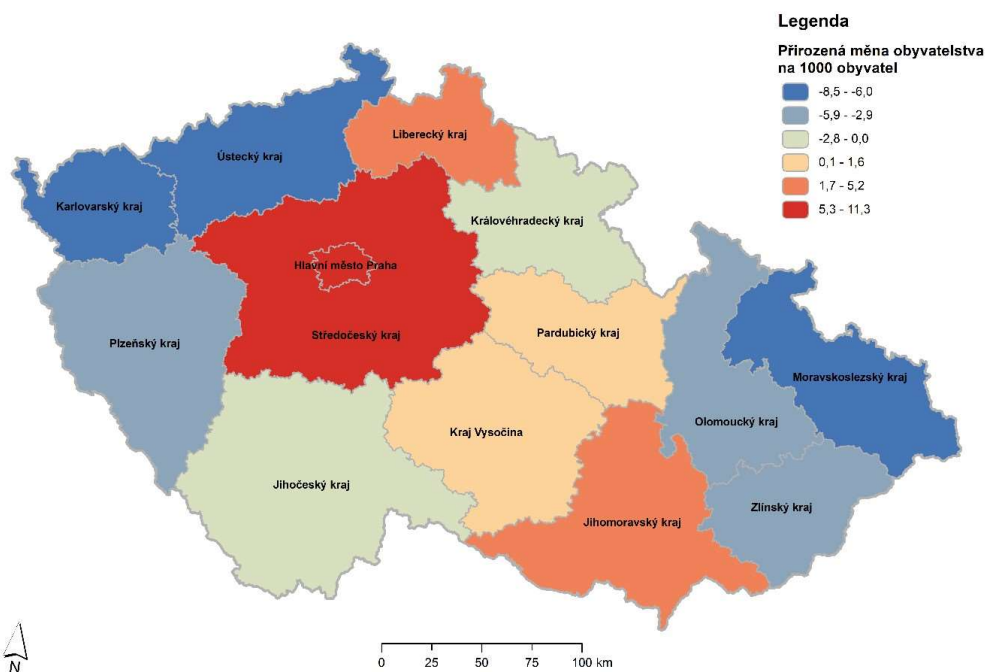 Legenda
Přirozená měna obyvatelstva
na 1000 obyvatel
-8,5 - -6,0
-5,9 - -2,9
-2,8 - 0,0
0,1 - 1,6
1,7 - 5,2
5,3 - 11,3
Liberecký kraj
Ústecký kraj
Karlovarský kraj
Královéhradecký kraj
Hlavní město Praha
Středočeský kraj
Pardubický kraj
Plzeňský kraj
Moravskoslezský kraj
Olomoucký kraj
Kraj Vysočina
Jihočeský kraj
Zlínský kraj
Jihomoravský kraj
N
0 25 50 75 100 km